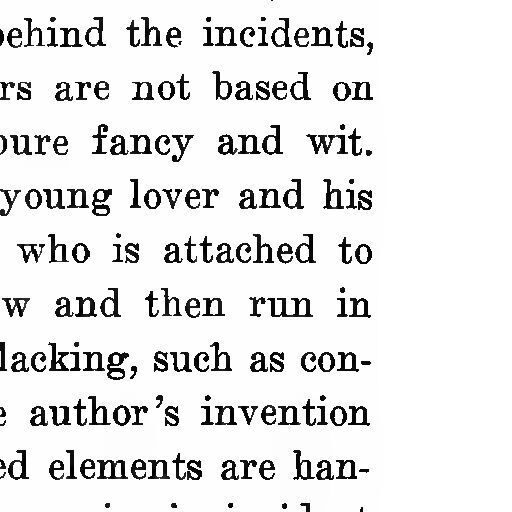 behind the incidents,
rs are not based on
pure fancy and wit.
young lover and his
who is attached to
w and then run in
lacking, such as con-
author's invention
ed elements are han-